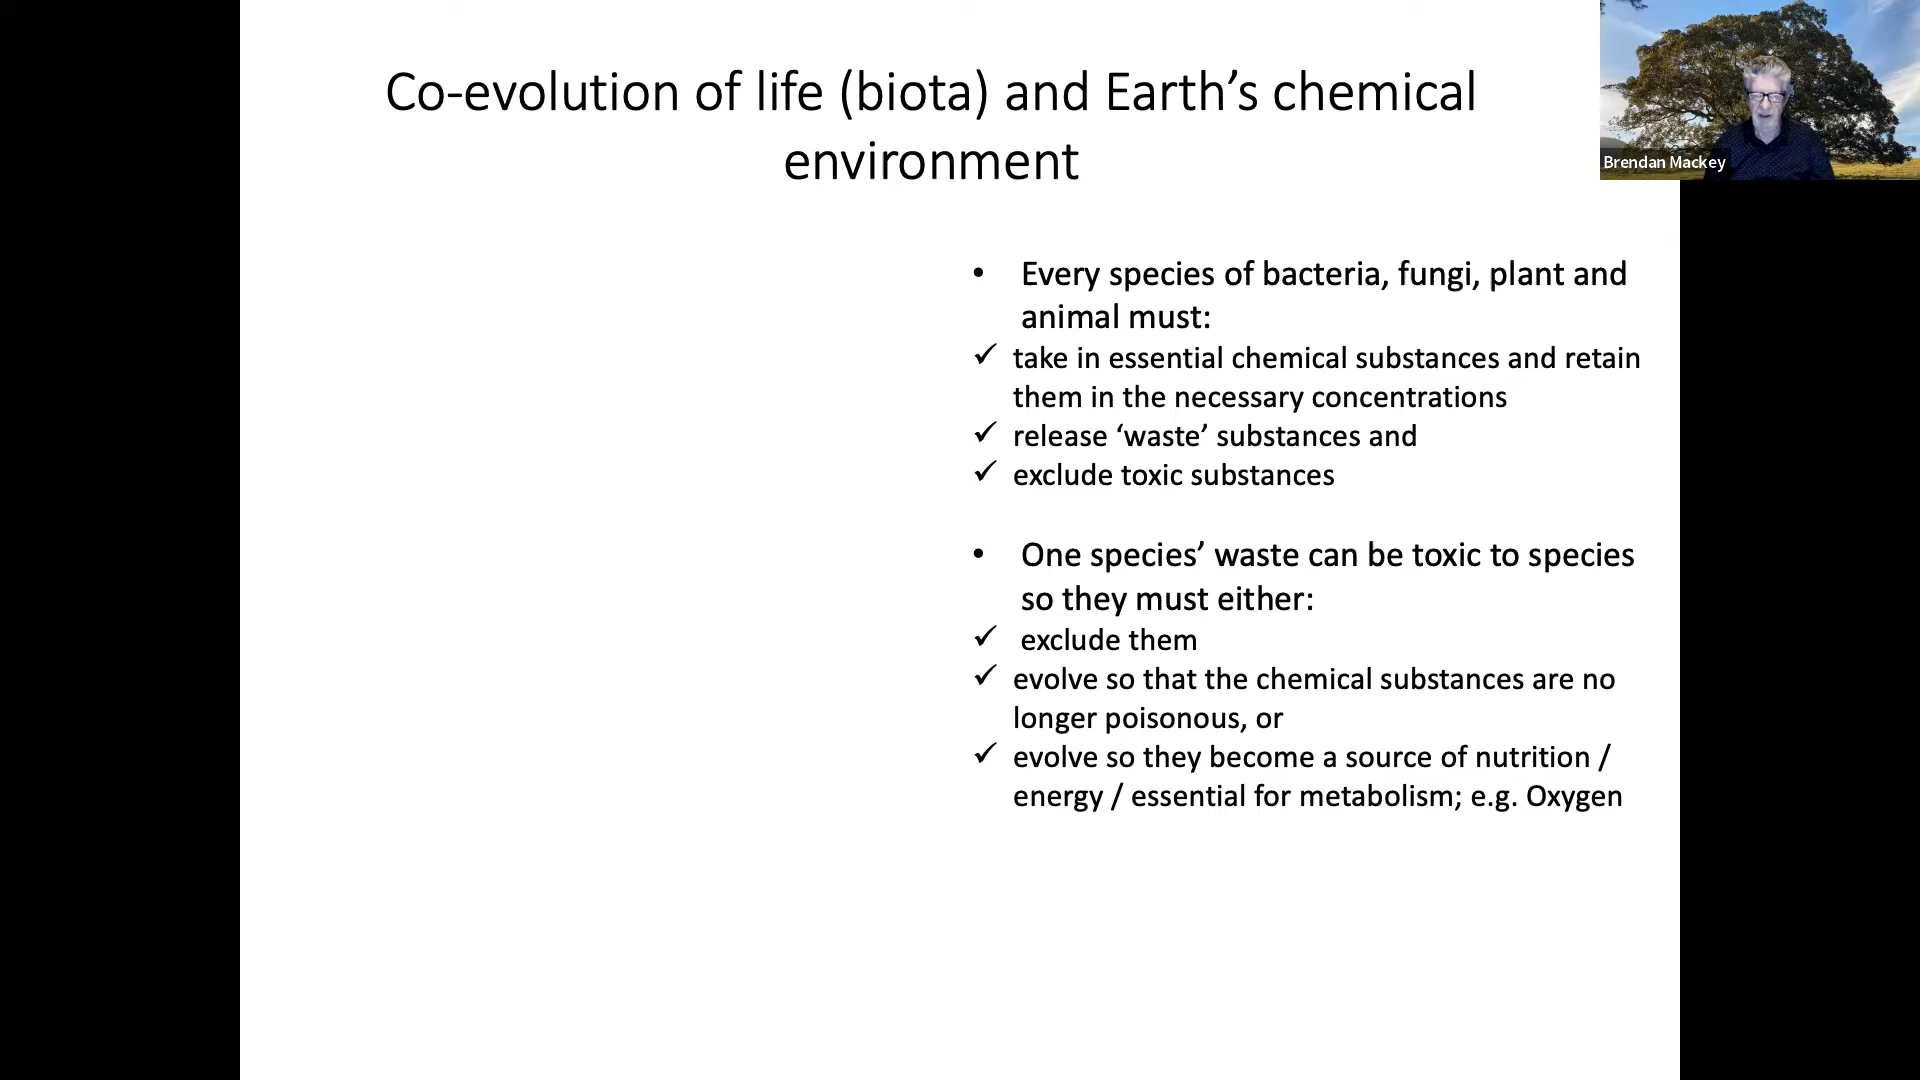 Co-evolution of life (biota) and Earth’s chemical
environment
Brendan Mackey
• Every species of bacteria, fungi, plant and
animal must:
✓ take in essential chemical substances and retain
them in the necessary concentrations
✓ release ‘waste’ substances and
✓ exclude toxic substances
• One species’ waste can be toxic to species
so they must either:
✓ exclude them
✓ evolve so that the chemical substances are no
longer poisonous, or
✓ evolve so they become a source of nutrition /
energy / essential for metabolism; e.g. Oxygen